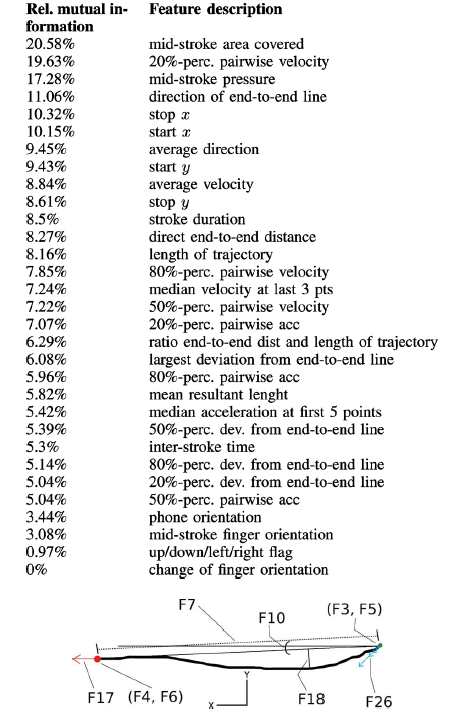 Rel. mutual in- Feature description
formation
20.58% mid-stroke area covered
19.63% 20%-perc. pairwise velocity
17.28% mid-stroke pressure
11.06% direction of end-to-end line
10.32% stop x
10.15% start x
9.45% average direction
9.43% start y
8.84% average velocity
8.61% stop y
8.5% stroke duration
8.27% direct end-to-end distance
8.16% length of trajectory
7.85% 80%-perc. pairwise velocity
7.24% median velocity at last 3 pts
7.22% 50%-perc. pairwise velocity
7.07% 20%-perc. pairwise acc
6.29% ratio end-to-end dist and length of trajectory
6.08% largest deviation from end-to-end line
5.96% 80%-perc. pairwise acc
5.82% mean resultant lenght
5.42% median acceleration at first 5 points
5.39% 50%-perc. dev. from end-to-end line
5.3% inter-stroke time
5.14% 80%-perc. dev. from end-to-end line
5.04% 20%-perc. dev. from end-to-end line
5.04% 50%-perc. pairwise acc
3.44% phone orientation
3.08% mid-stroke finger orientation
0.97% up/down/left/right flag
0% change of finger orientation
F7 F10 (F3, F5)
F17 (F4, F6) X Y F18 F26